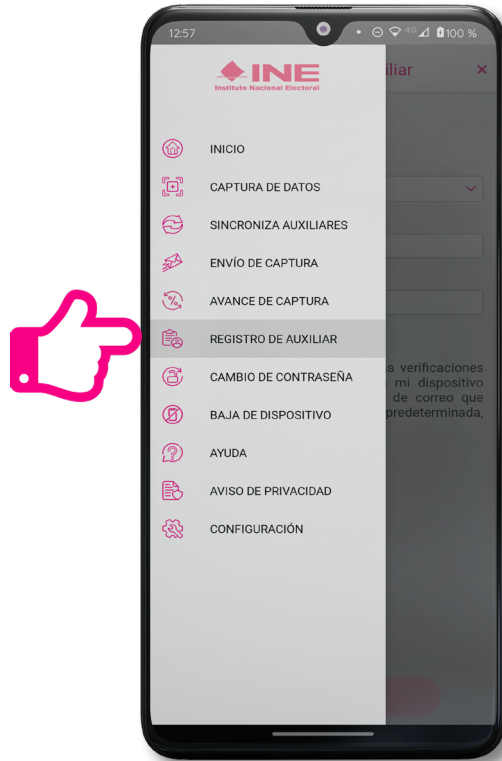 12:57
4G
100 %
INE
Instituto Nacional Electoral
iliar
×
INICIO
CAPTURA DE DATOS
SINCRONIZA AUXILIARES
ENVÍO DE CAPTURA
AVANCE DE CAPTURA
REGISTRO DE AUXILIAR
s verificaciones
CAMBIO DE CONTRASEÑA
mi dispositivo
de correo que
BAJA DE DISPOSITIVO
predeterminada,
AYUDA
AVISO DE PRIVACIDAD
CONFIGURACIÓN